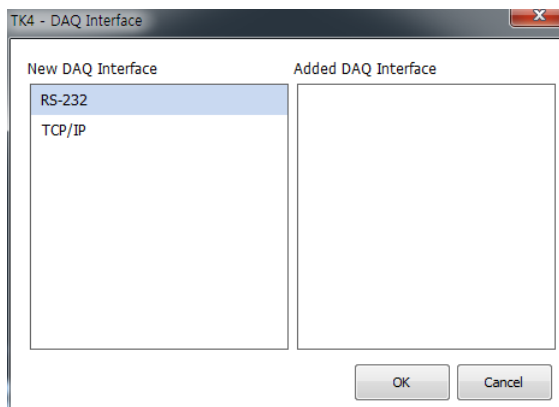 TK4 - DAQ Interface
New DAQ Interface
Added DAQ Interface
RS-232
TCP/IP
OK
Cancel